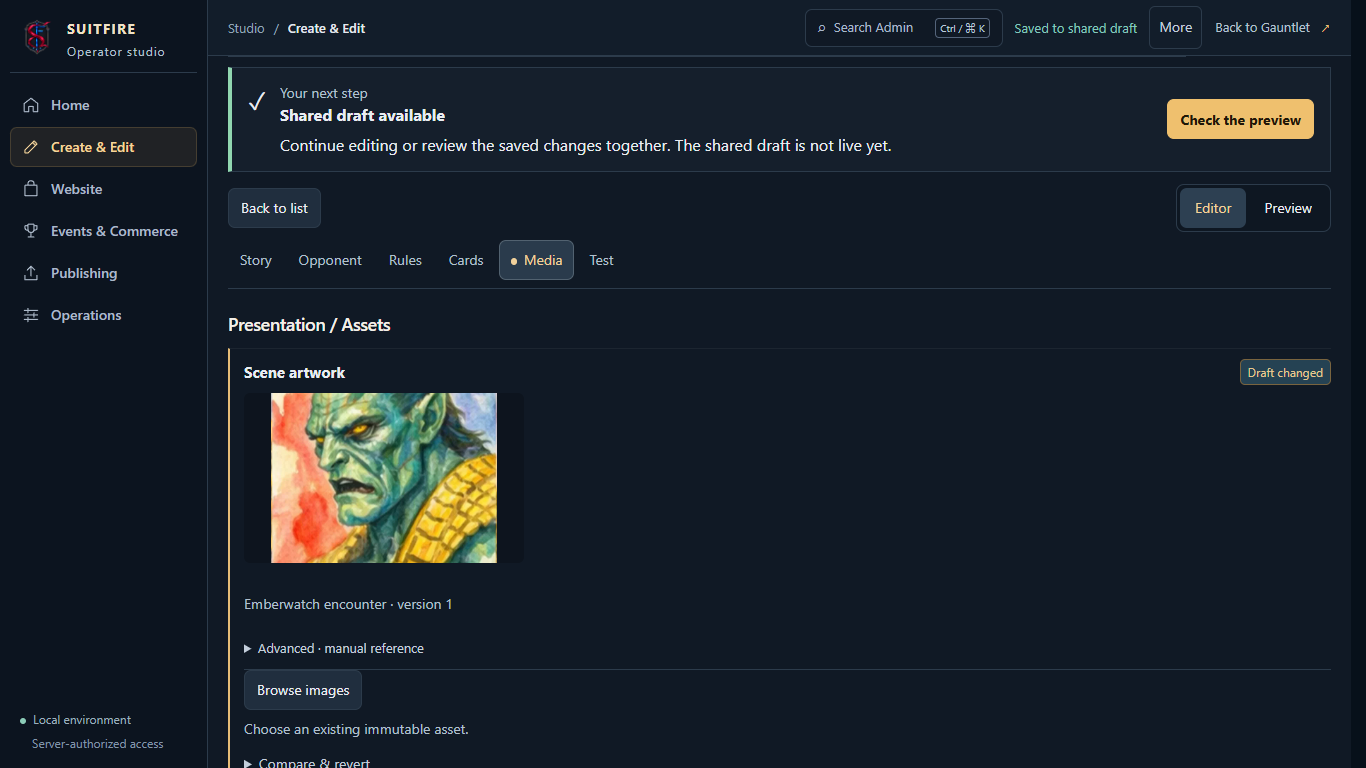 SUITFIRE
Operator studio
Home
Create & Edit
Website
Events & Commerce
Publishing
Operations
Local environment
Server-authorized access
Studio / Create & Edit
Search Admin
Ctrl / ⌘ K
Saved to shared draft
More
Back to Gauntlet ↗
Your next step
Shared draft available
Continue editing or review the saved changes together. The shared draft is not live yet.
Check the preview
Back to list
Editor
Preview
Story
Opponent
Rules
Cards
Media
Test
Presentation / Assets
Scene artwork
Draft changed
Emberwatch encounter · version 1
Advanced · manual reference
Browse images
Choose an existing immutable asset.
Compare & revert